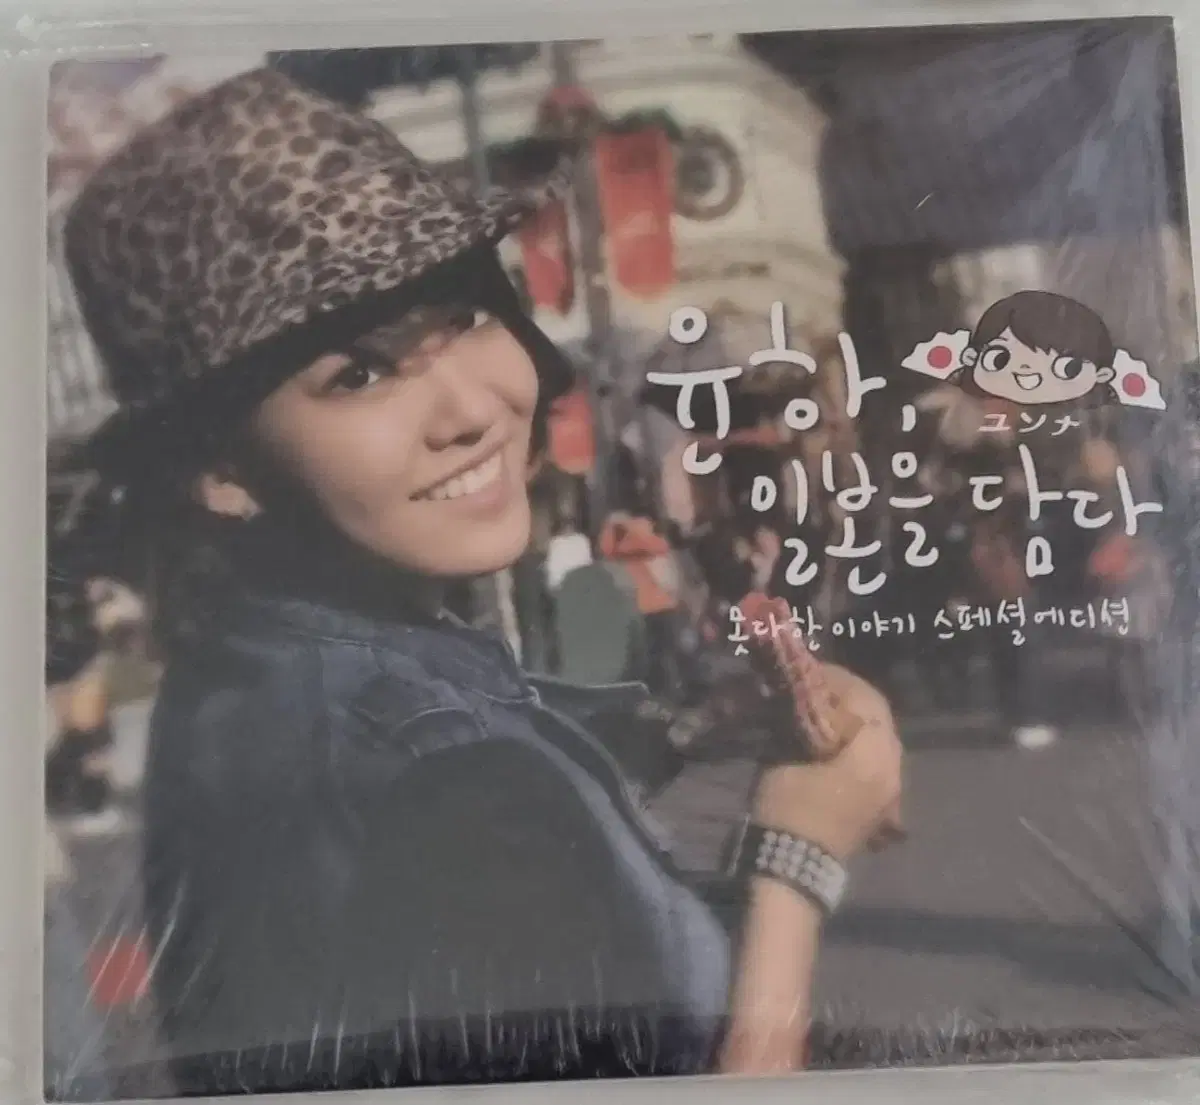 윤하,
ユンナ
일본을 담다
못다한 이야기 스페셜 에디션